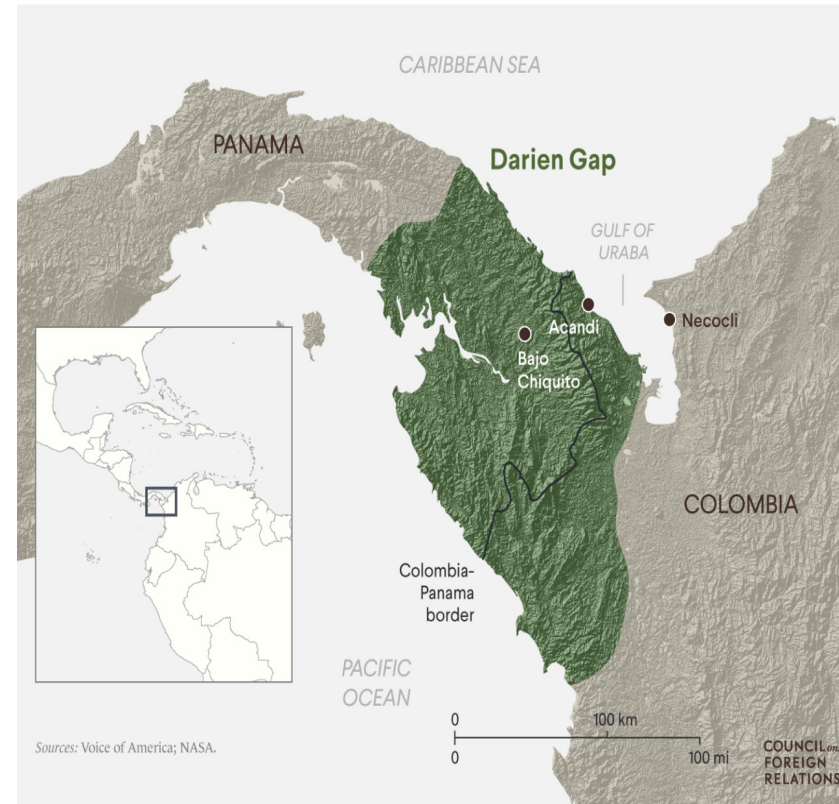 CARIBBEAN SEA
PANAMA
Darien Gap
GULF OF
URABA
Acandi
Necocli
Bajo
Chiquito
COLOMBIA
Colombia-
Panama
border
PACIFIC
OCEAN
0
100 km
0
100 mi
Sources: Voice of America; NASA.
COUNCIL on
FOREIGN
RELATIONS